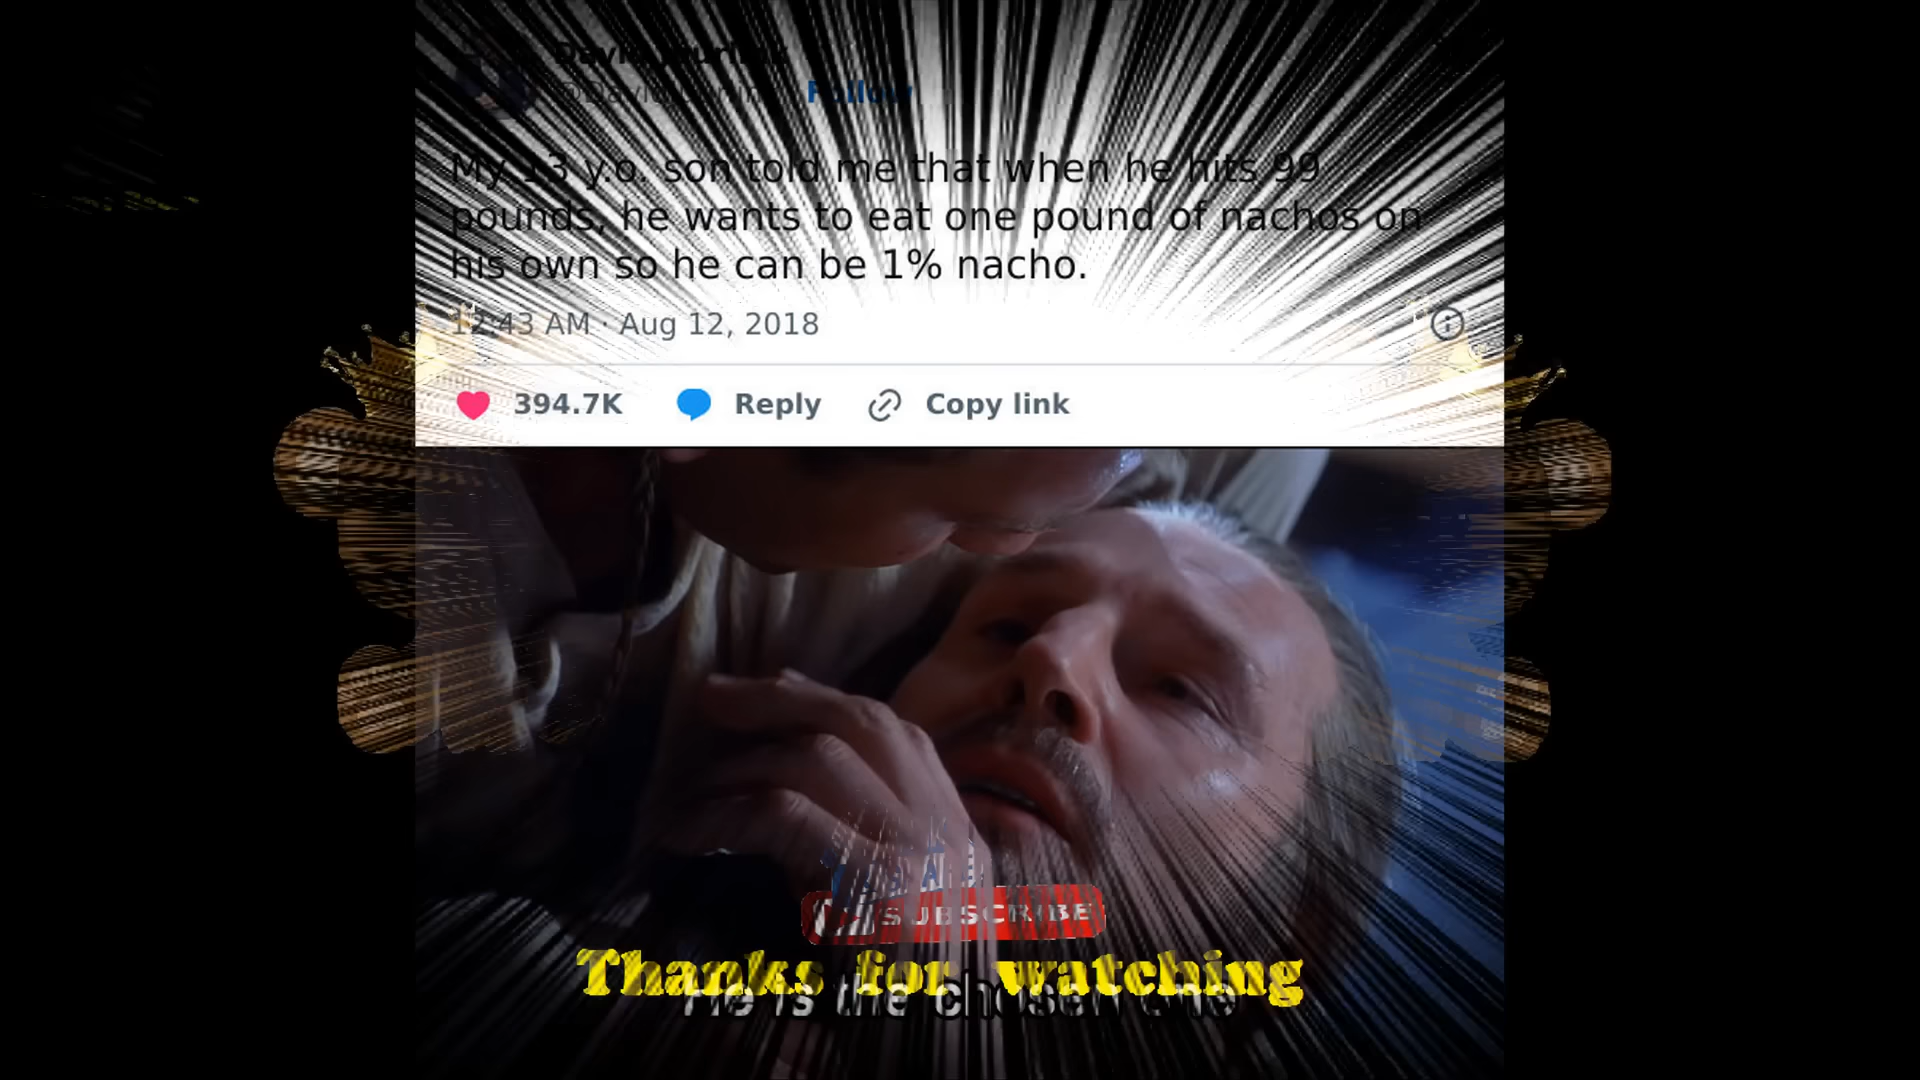 Follow
My 13 y.o. son told me that when he hits 99
pounds, he wants to eat one pound of nachos on
his own so he can be 1% nacho.
12:43 AM · Aug 12, 2018
394.7K Reply Copy link
SUBSCRIBE
Thanks for watching
He is the chosen one